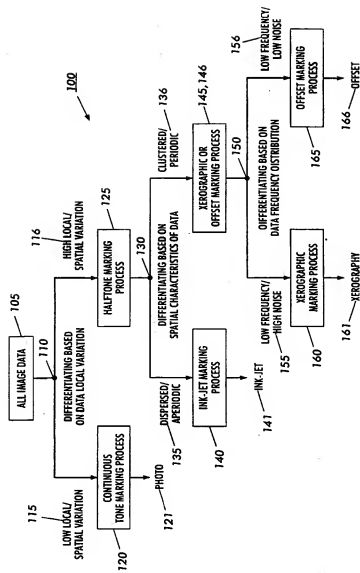 100
105
ALL IMAGE DATA
110
DIFFERENTIATING BASED
ON DATA LOCAL VARIATION
115
LOW LOCAL/
SPATIAL VARIATION
116
HIGH LOCAL/
SPATIAL VARIATION
CONTINUOUS
TONE MARKING PROCESS
120
PHOTO
121
125
HALFTONE MARKING
PROCESS
130
DIFFERENTIATING BASED ON
SPATIAL CHARACTERISTICS OF DATA
DISPERSED/
APERIODIC
135
136
CLUSTERED/
PERIODIC
INK-JET MARKING
PROCESS
140
INK-JET
141
145,146
XEROGRAPHIC OR
OFFSET MARKING PROCESS
150
DIFFERENTIATING BASED ON
DATA FREQUENCY DISTRIBUTION
LOW FREQUENCY/
HIGH NOISE
155
156
LOW FREQUENCY/
LOW NOISE
XEROGRAPHIC
MARKING PROCESS
160
XEROGRAPHY
161
OFFSET MARKING
PROCESS
165
OFFSET
166